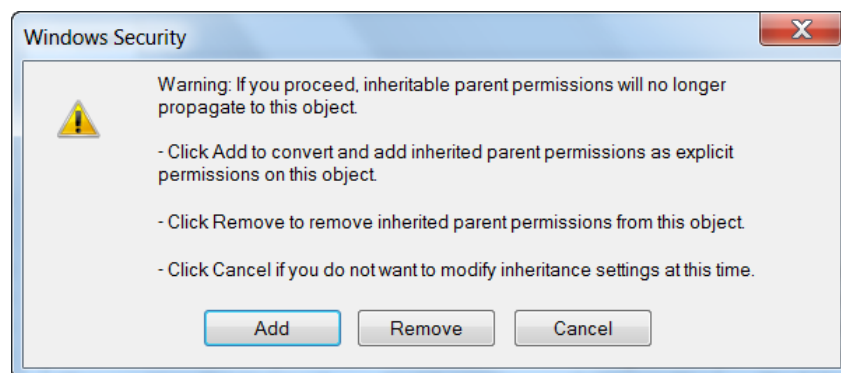 Windows Security
Warning: If you proceed, inheritable parent permissions will no longer
propagate to this object.
- Click Add to convert and add inherited parent permissions as explicit
permissions on this object.
- Click Remove to remove inherited parent permissions from this object.
- Click Cancel if you do not want to modify inheritance settings at this time.
Add Remove Cancel